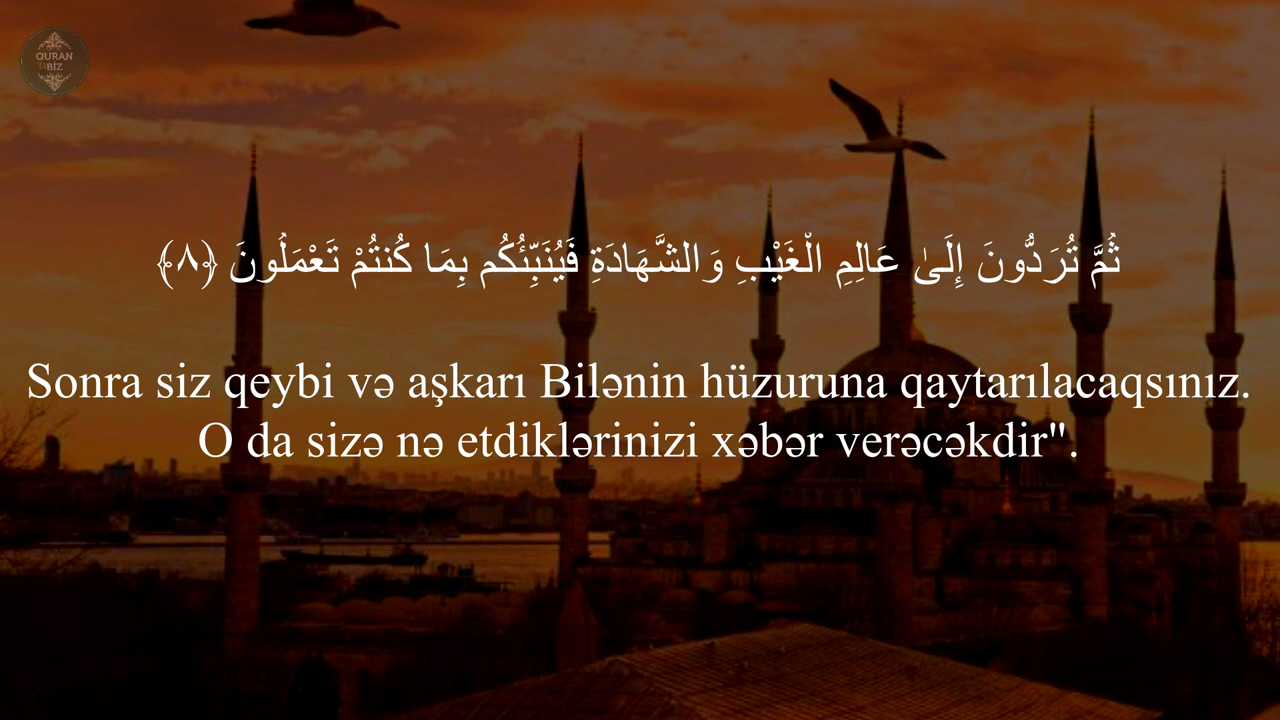 QURAN
VƏ
BİZ
ثُمَّ تُرَدُّونَ إِلَىٰ عَالِمِ الْغَيْبِ وَالشَّهَادَةِ فَيُنَبِّئُكُم بِمَا كُنتُمْ تَعْمَلُونَ ﴿٨﴾
Sonra siz qeybi və aşkarı Bilənin hüzuruna qaytarılacaqsınız.
O da sizə nə etdiklərinizi xəbər verəcəkdir".